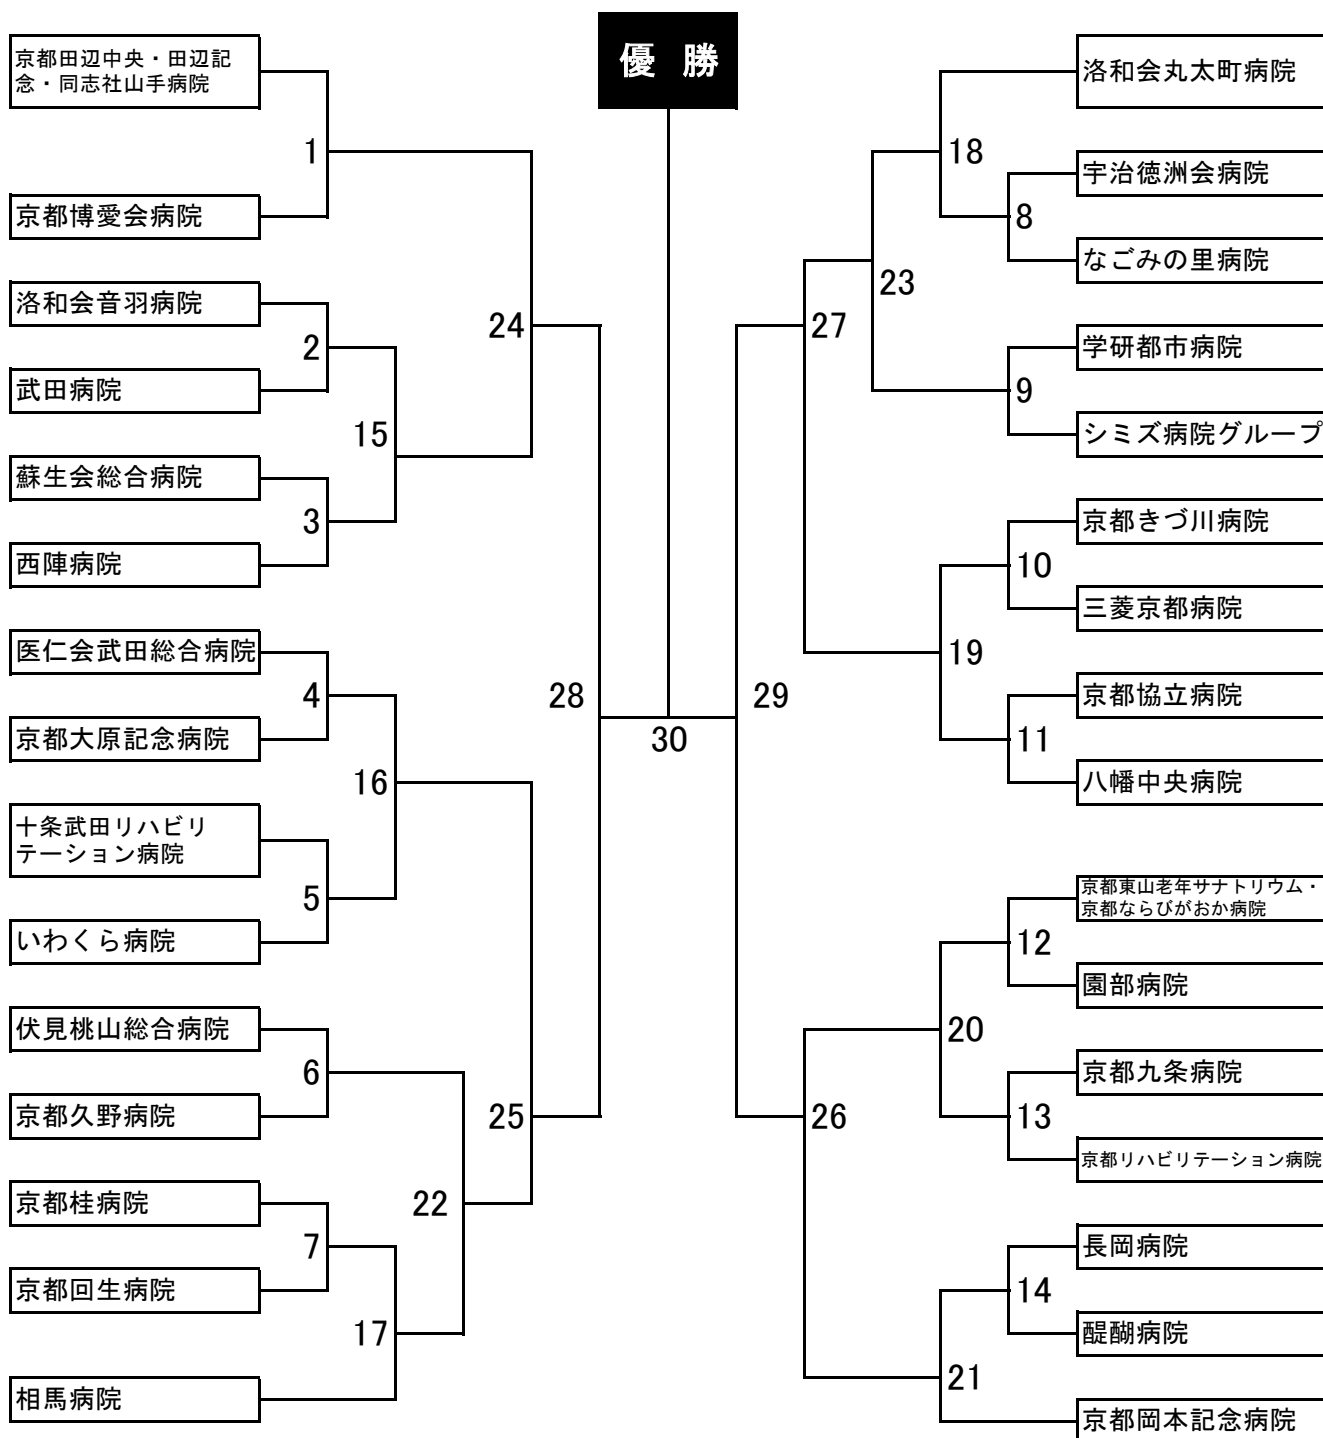 優 勝
京都田辺中央・田辺記
念・同志社山手病院
1
京都博愛会病院
洛和会音羽病院
2
武田病院
15
蘇生会総合病院
3
西陣病院
24
医仁会武田総合病院
4
京都大原記念病院
16
十条武田リハビリ
テーション病院
5
いわくら病院
28
伏見桃山総合病院
6
京都久野病院
25
22
京都桂病院
7
京都回生病院
17
相馬病院
30
洛和会丸太町病院
18
宇治徳洲会病院
8
なごみの里病院
23
27
学研都市病院
9
シミズ病院グループ
京都きづ川病院
10
三菱京都病院
19
29
京都協立病院
11
八幡中央病院
京都東山老年サナトリウム・
京都ならびがおか病院
12
園部病院
20
京都九条病院
13
26
京都リハビリテーション病院
長岡病院
14
醍醐病院
21
京都岡本記念病院